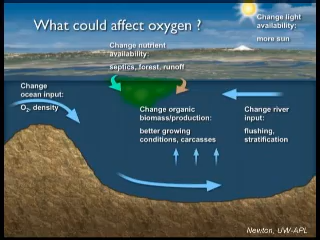 What could affect oxygen ?
Change light
availability:
more sun
Change nutrient
availability:
septics, forest, runoff
Change
ocean input:
O2, density
Change organic
biomass/production:
better growing
conditions, carcasses
Change river
input:
flushing,
stratification
Newton, UW-APL